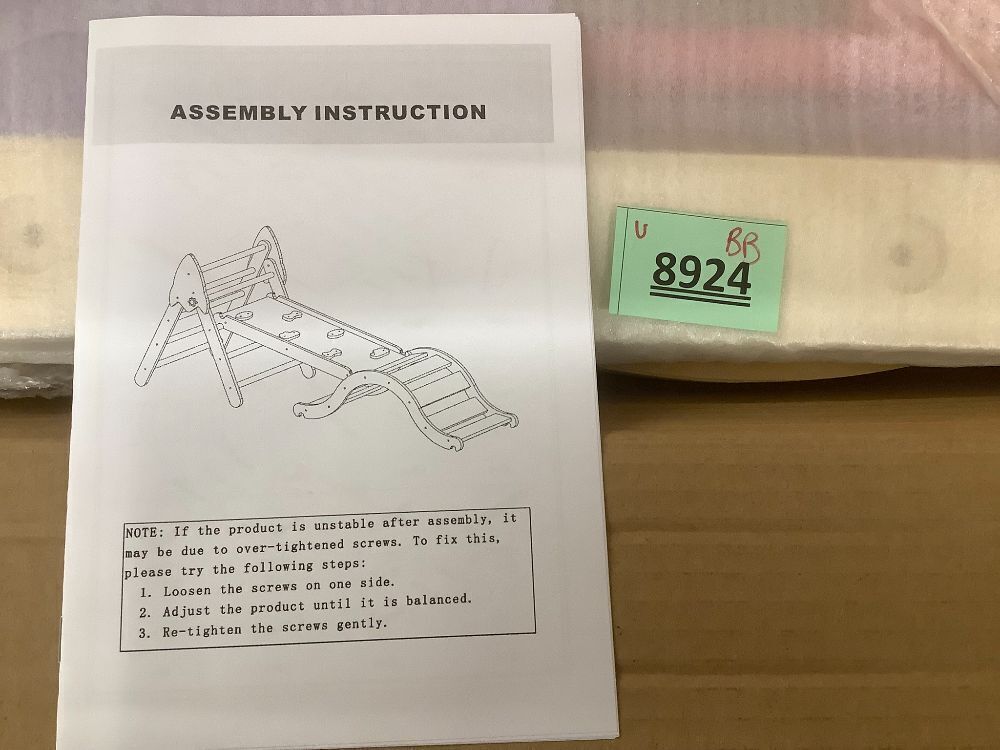 ASSEMBLY INSTRUCTION
U
BB
8924
NOTE: If the product is unstable after assembly, it
may be due to over-tightened screws. To fix this,
please try the following steps:
1. Loosen the screws on one side.
2. Adjust the product until it is balanced.
3. Re-tighten the screws gently.